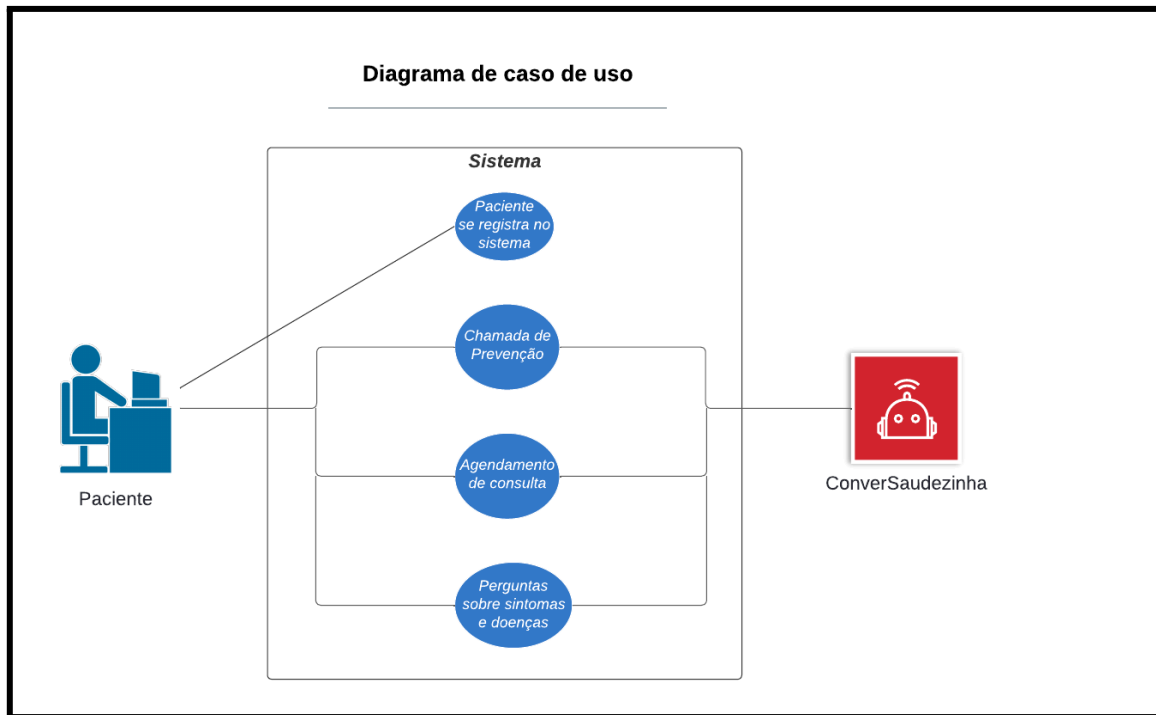 Diagrama de caso de uso
Sistema
Paciente
se registra no
sistema
Chamada de
Prevenção
Agendamento
de consulta
Perguntas
sobre sintomas
e doenças
Paciente
ConverSaudezinha